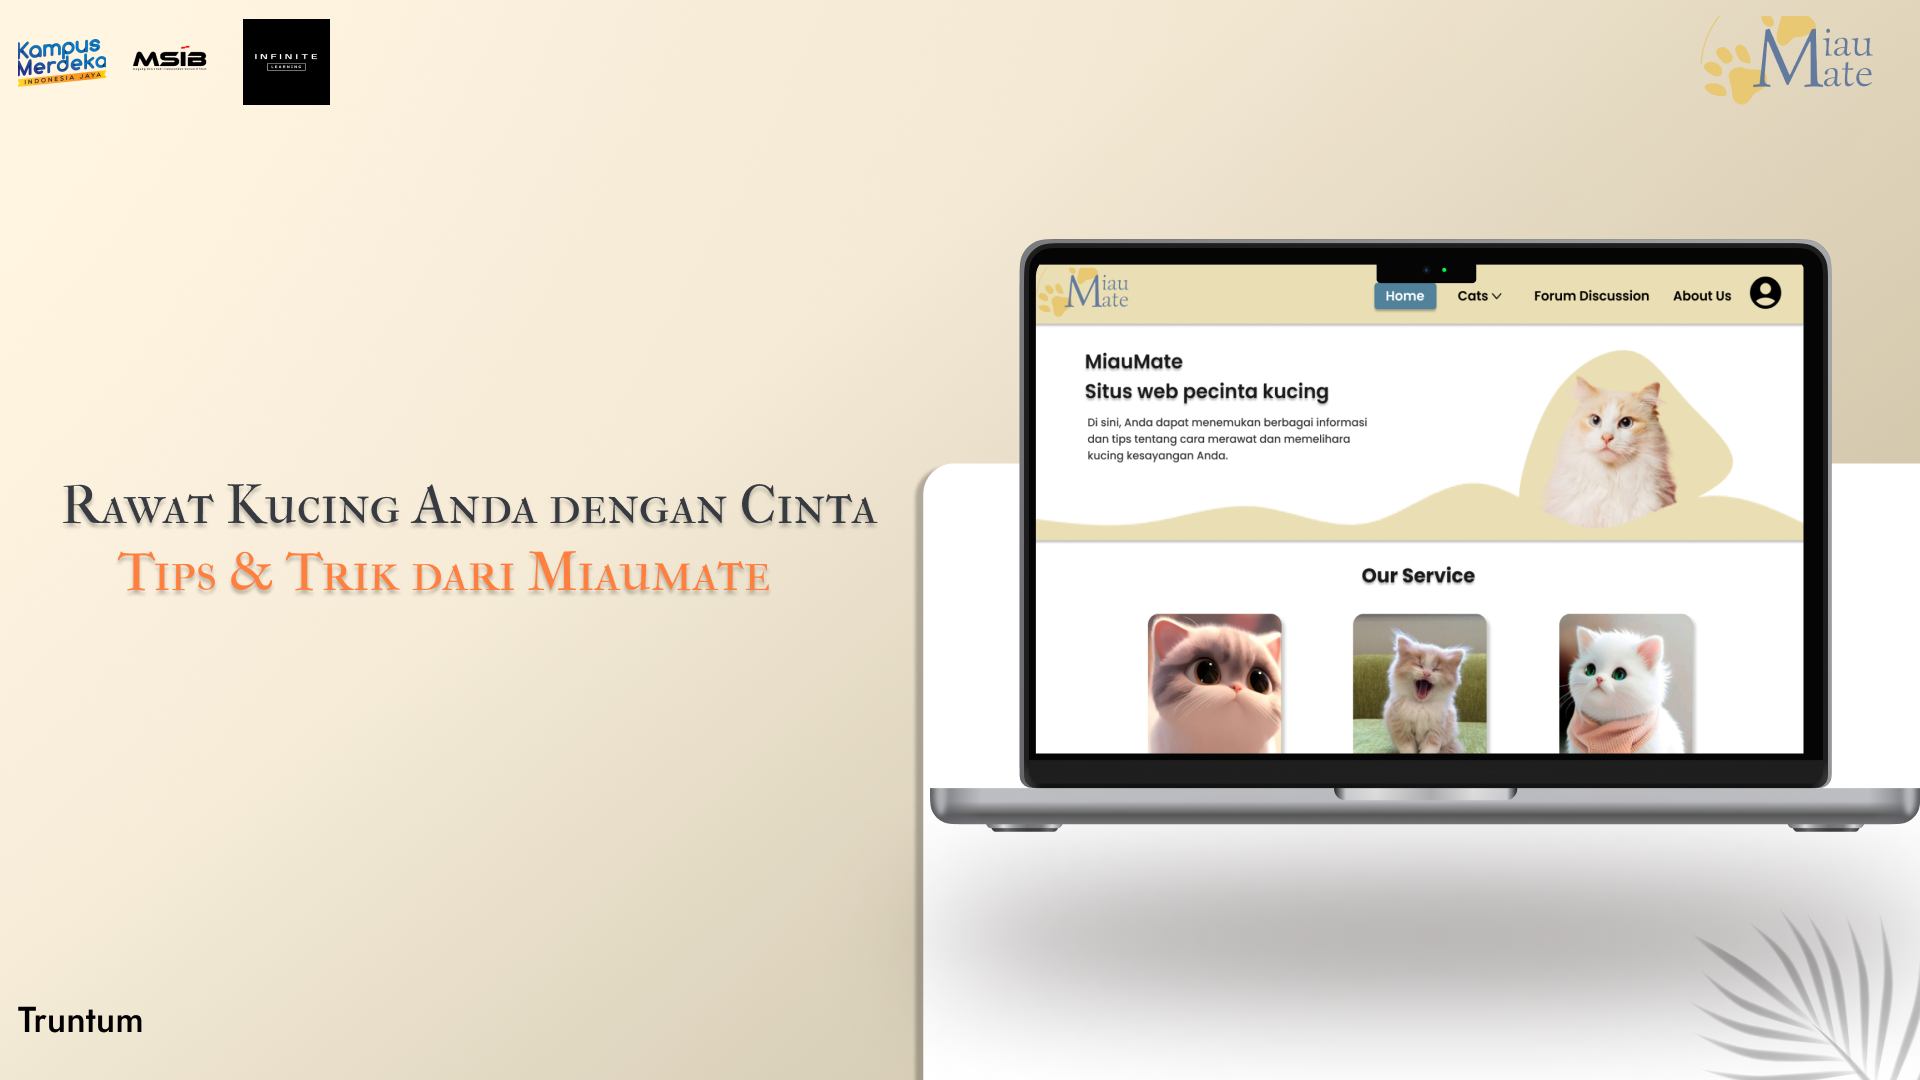 Kampus
Merdeka
INDONESIA JAYA
MSIB
INFINITE
LEARNING
Miau
Mate
Miau
Mate
Home
Cats
Forum Discussion
About Us
MiauMate
Situs web pecinta kucing
Di sini, Anda dapat menemukan berbagai informasi
dan tips tentang cara merawat dan memelihara
kucing kesayangan Anda.
Rawat Kucing Anda dengan Cinta
Tips & Trik dari Miaumate
Our Service
Truntum